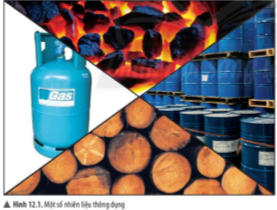 Gas
▲ Hình 12.1. Một số nhiên liệu thông dụng